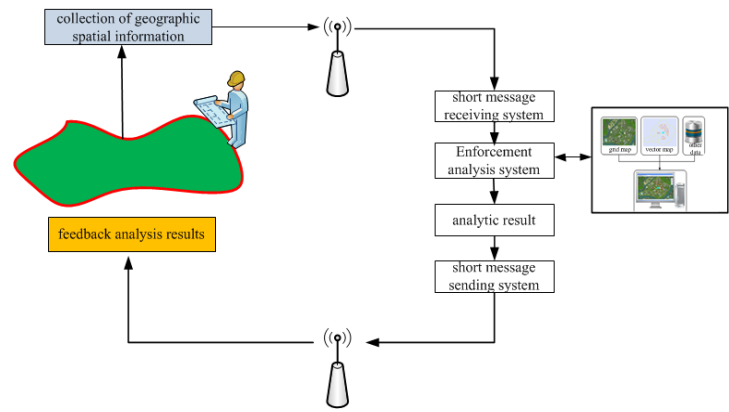 collection of geographic
spatial information
short message
receiving system
Enforcement
analysis system
grid map
vector map
other
data
analytic result
feedback analysis results
short message
sending system